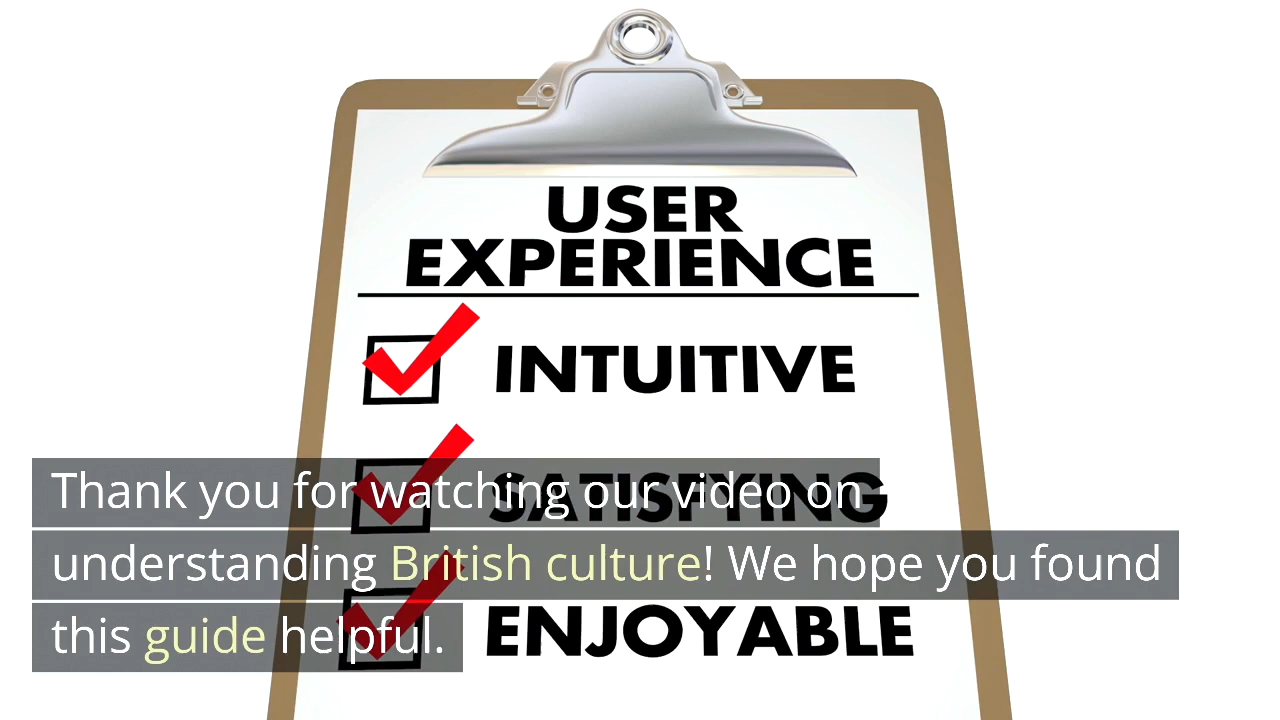 USER
EXPERIENCE
INTUITIVE
SATISFYING
ENJOYABLE
Thank you for watching our video on
understanding British culture! We hope you found
this guide helpful.